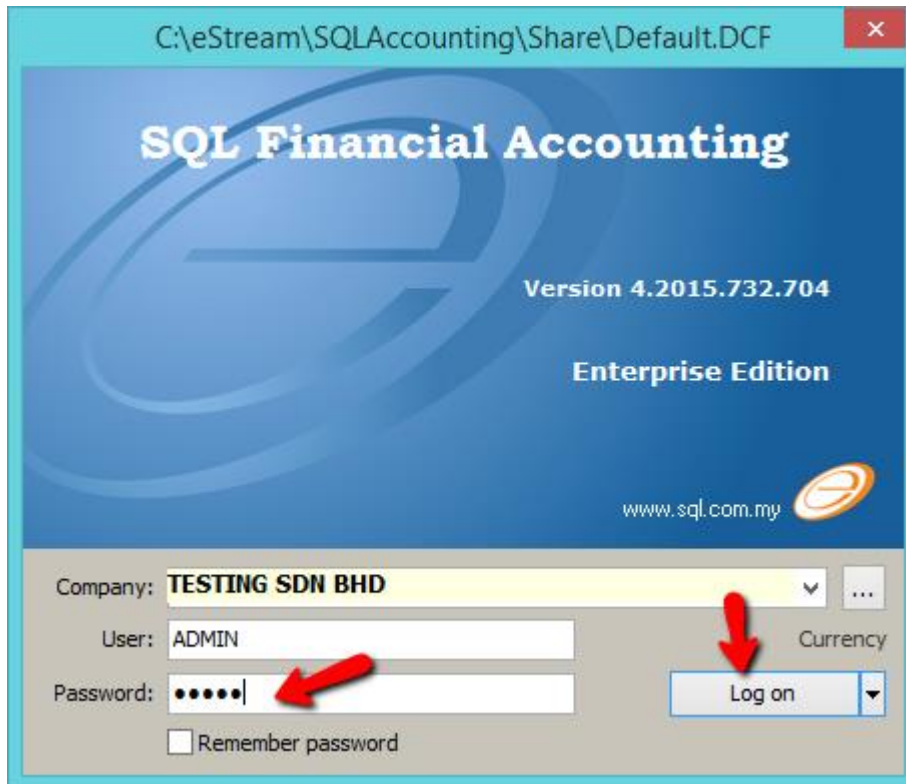 C:\eStream\SQLAccounting\Share\Default.DCF
SQL Financial Accounting
Version 4.2015.732.704
Enterprise Edition
www.sql.com.my
Company: TESTING SDN BHD ...
User: ADMIN Currency
Password: ●●●●● Log on
Remember password